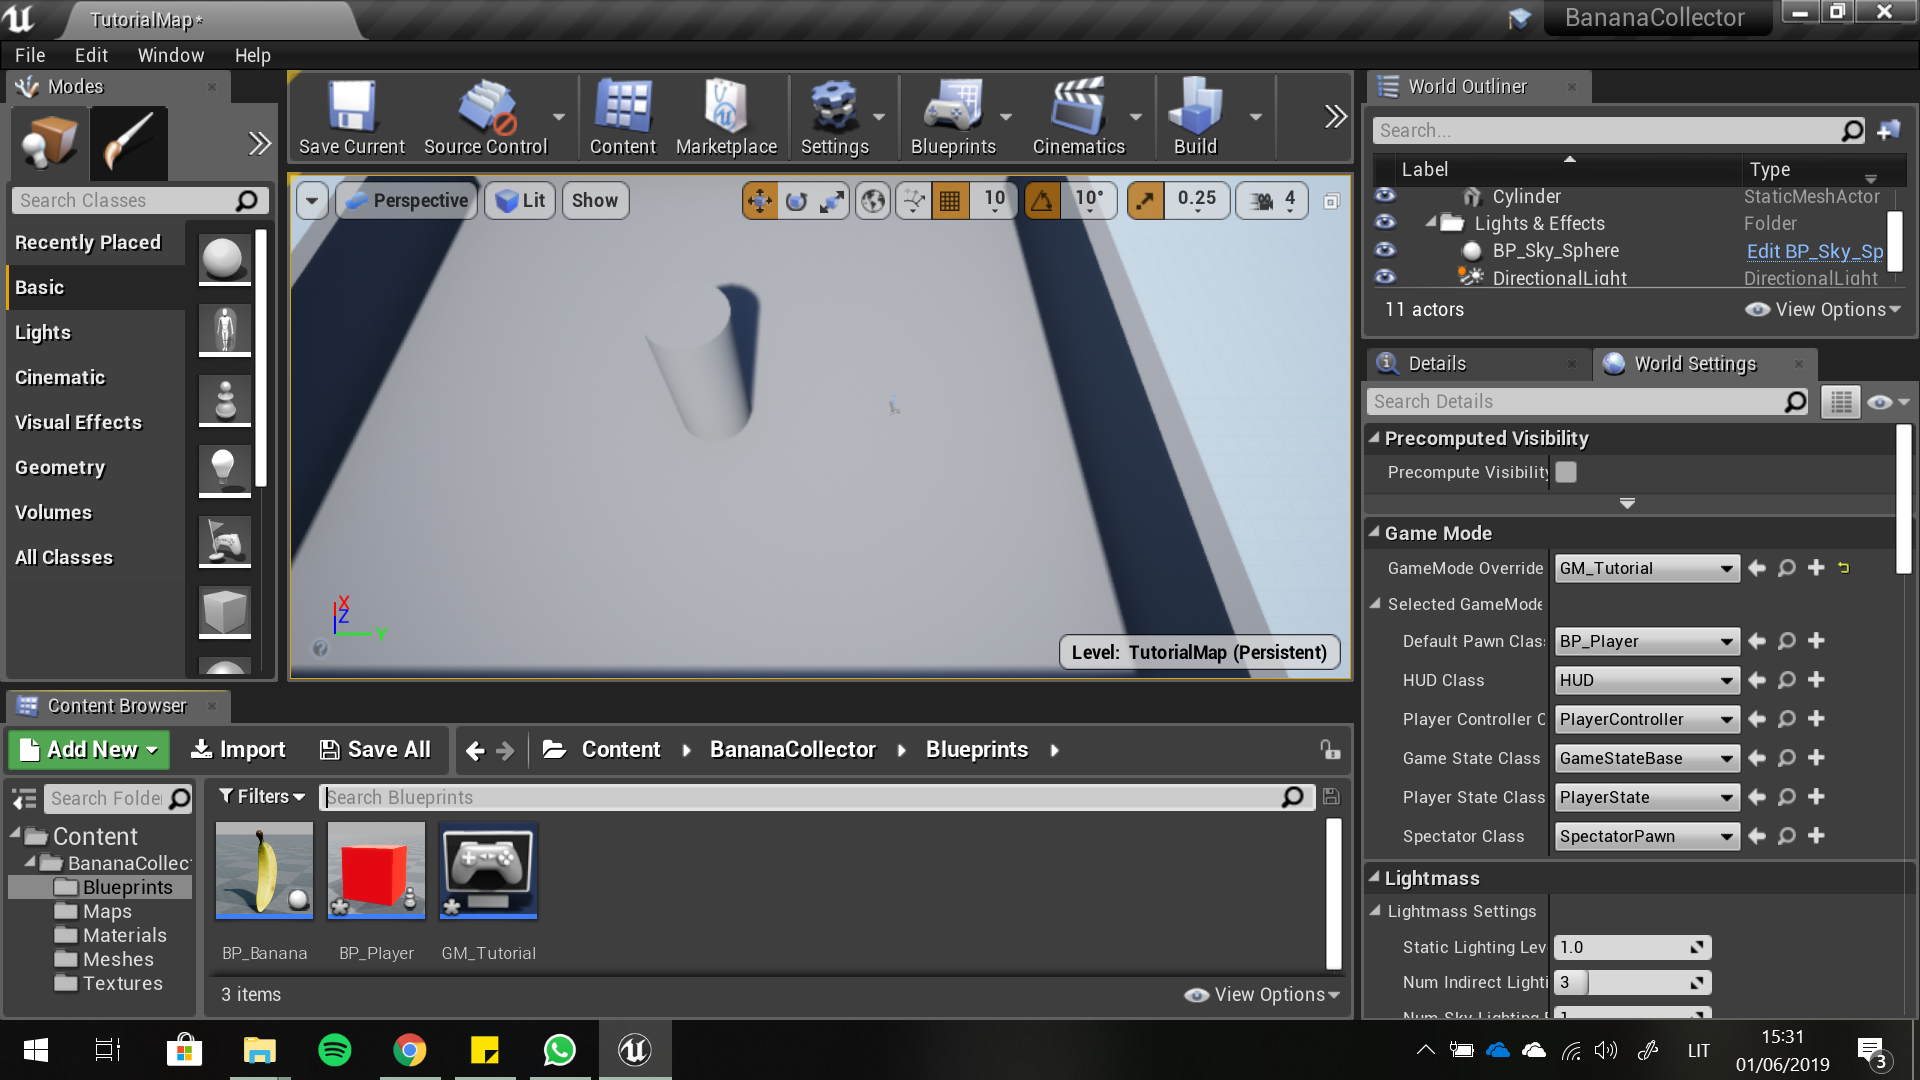 TutorialMap*
BananaCollector
File Edit Window Help
Modes
Search Classes
Recently Placed
Basic
Lights
Cinematic
Visual Effects
Geometry
Volumes
All Classes
Save Current Source Control Content Marketplace Settings Blueprints Cinematics Build
Perspective Lit Show 10 10° 0.25 4
X
Z
Y
Level: TutorialMap (Persistent)
World Outliner
Search...
Label Type
Cylinder StaticMeshActor
Lights & Effects Folder
BP_Sky_Sphere Edit BP_Sky_Sp
DirectionalLight DirectionalLight
11 actors View Options
Details World Settings
Search Details
Precomputed Visibility
Precompute Visibility
Game Mode
GameMode Override GM_Tutorial
Selected GameMode
Default Pawn Clas BP_Player
HUD Class HUD
Player Controller C PlayerController
Game State Class GameStateBase
Player State Class PlayerState
Spectator Class SpectatorPawn
Lightmass
Lightmass Settings
Static Lighting Lev 1.0
Num Indirect Lighti 3
Num Sky Lighting 1
Content Browser
Add New Import Save All Content BananaCollector Blueprints
Search Folde
Content
BananaCollec
Blueprints
Maps
Materials
Meshes
Textures
Filters Search Blueprints
BP_Banana BP_Player GM_Tutorial
3 items View Options
LIT
15:31
01/06/2019
3